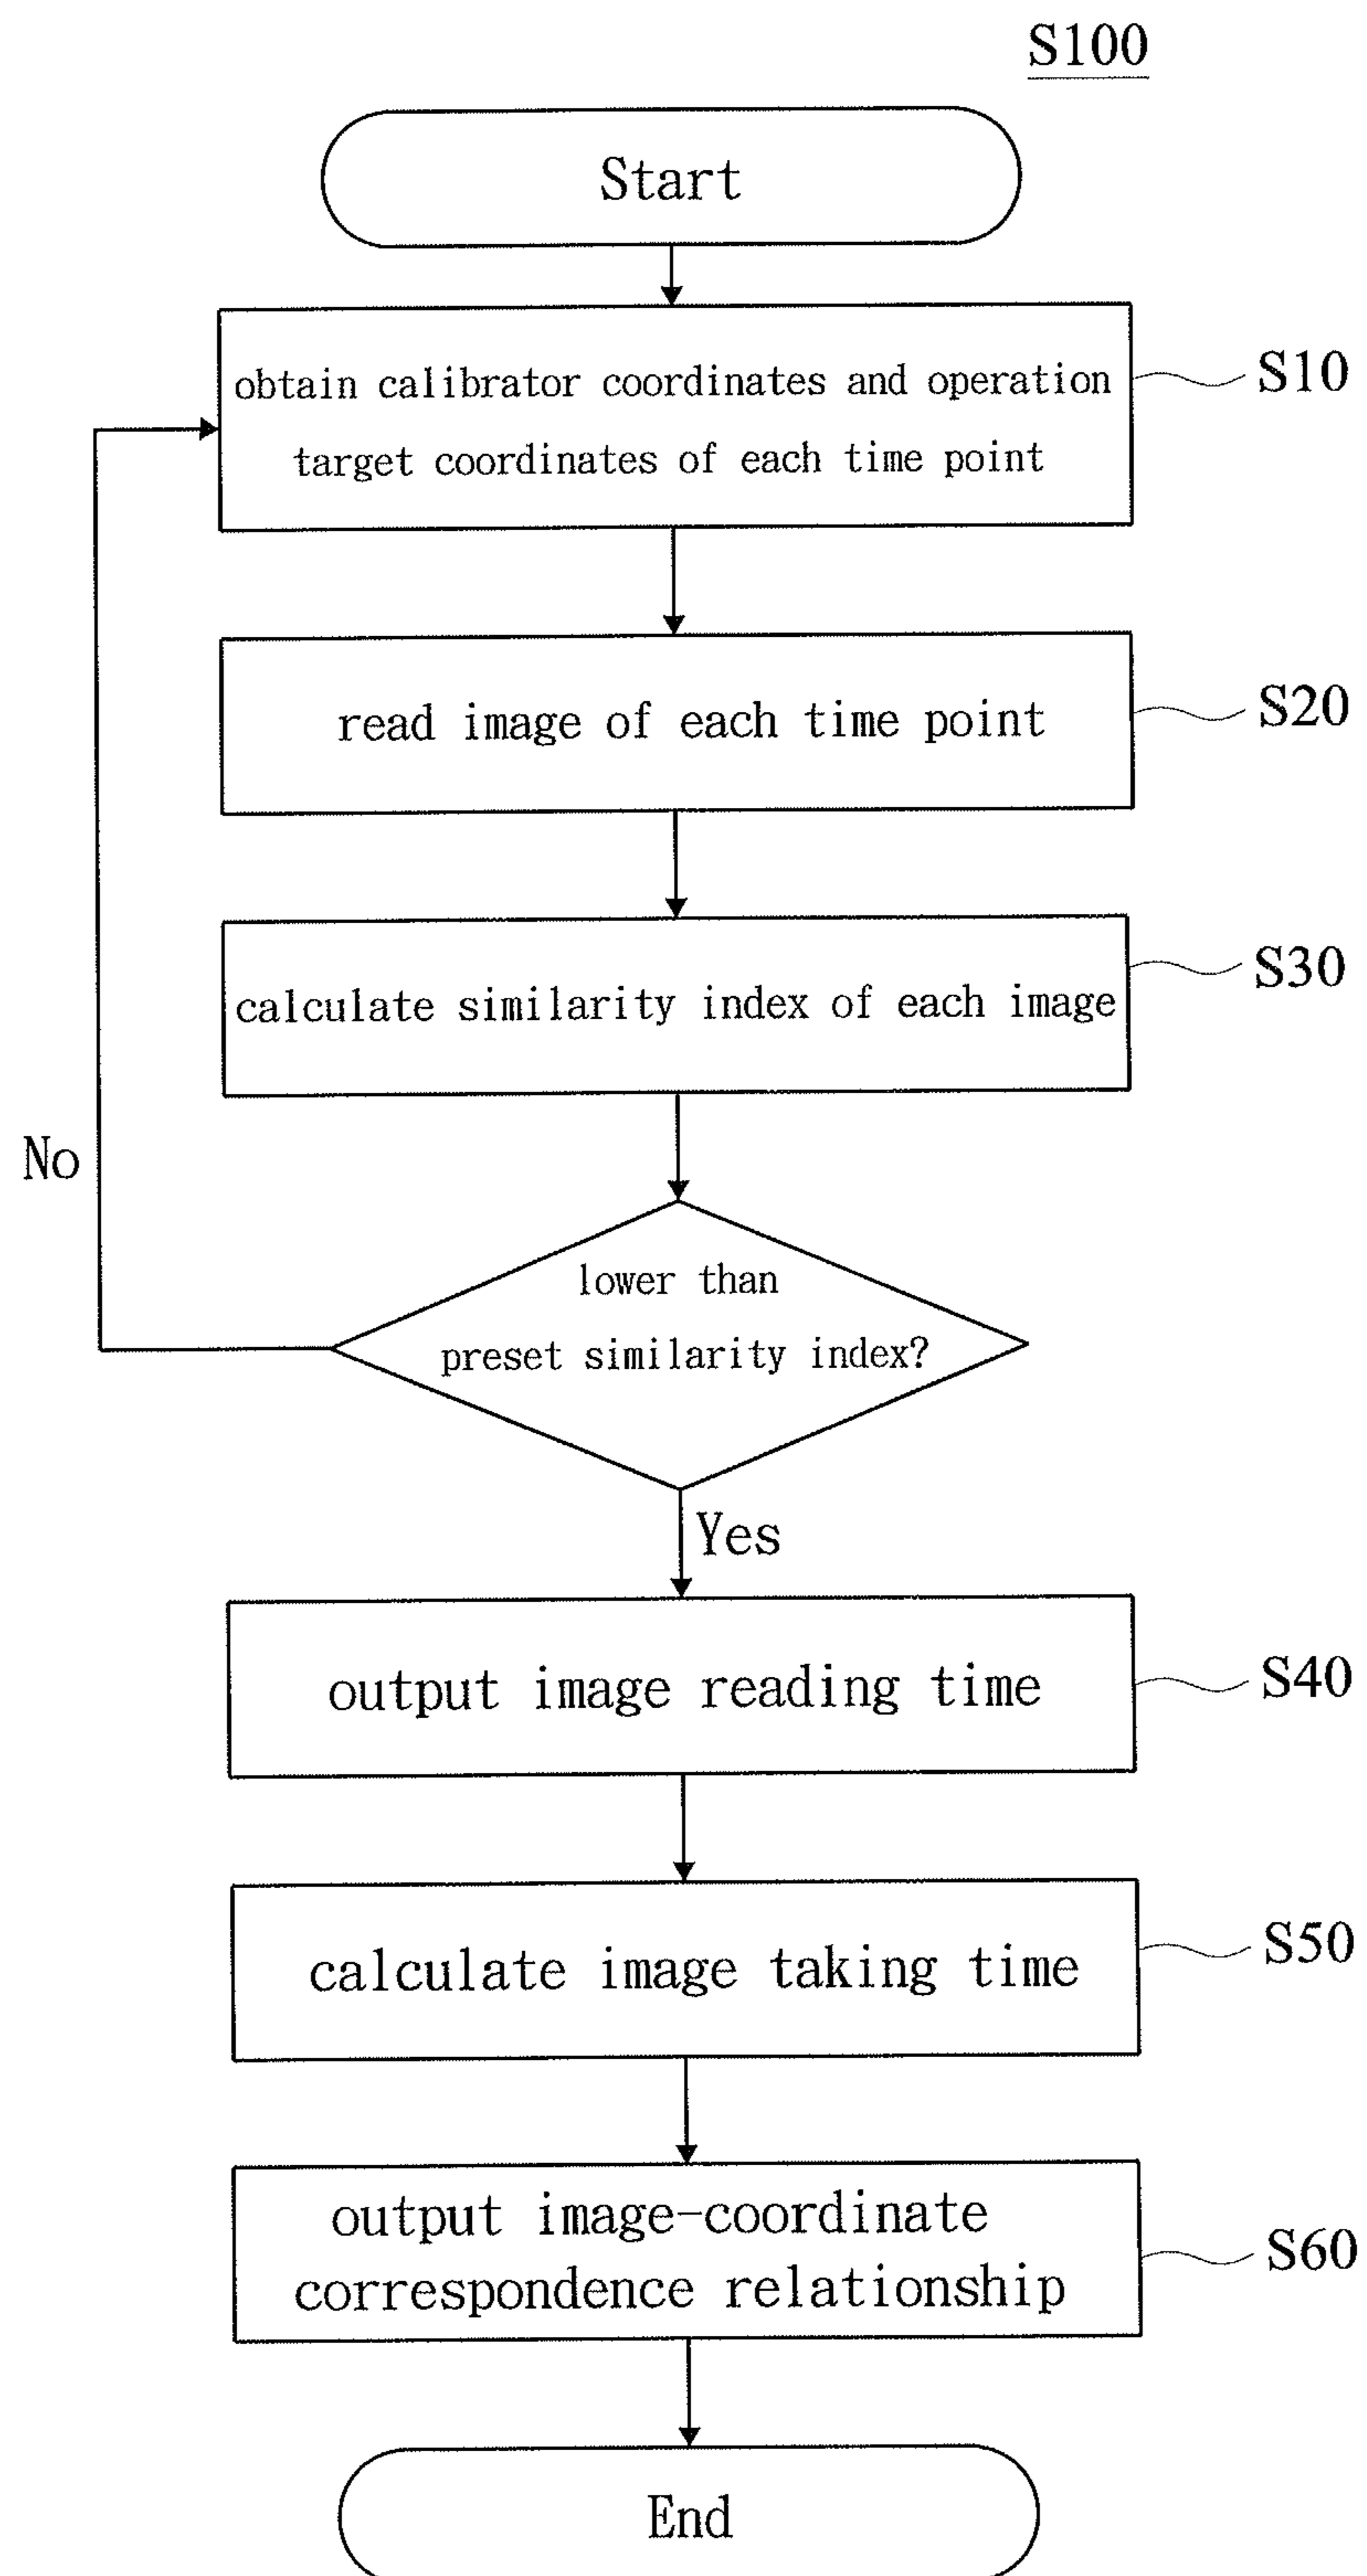 S100
Start
obtain calibrator coordinates and operation
target coordinates of each time point
S10
read image of each time point
S20
calculate similarity index of each image
S30
No
lower than
preset similarity index?
Yes
output image reading time
S40
calculate image taking time
S50
output image-coordinate
correspondence relationship
S60
End